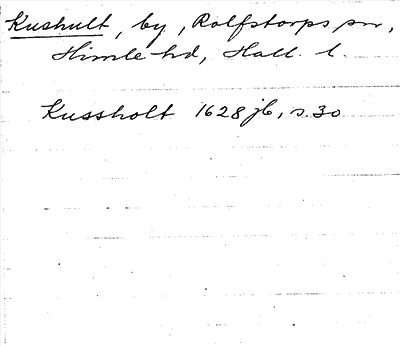 Kushult, by, Rolfstorps sn,
Himle hd, Hall. l.
Kussholt 1628 jb, s. 30